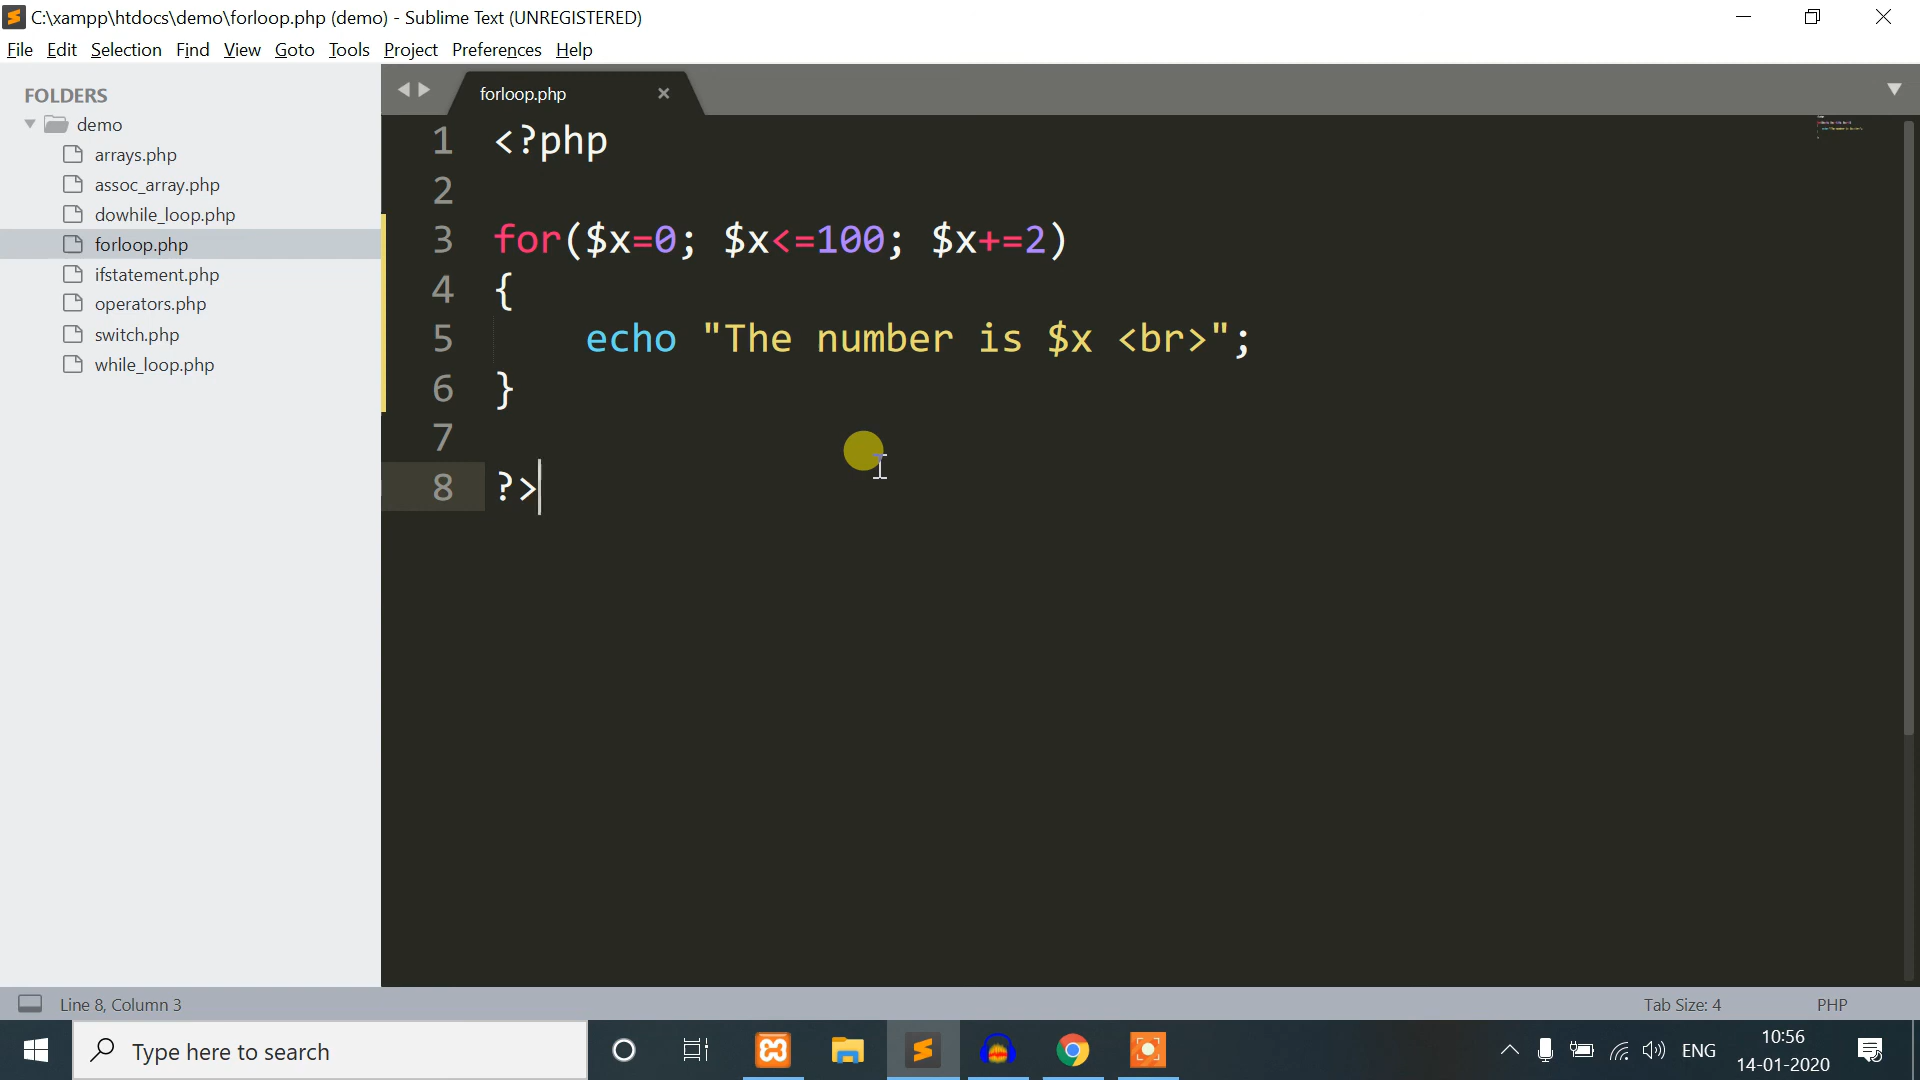 C:\xampp\htdocs\demo\forloop.php (demo) - Sublime Text (UNREGISTERED)
File Edit Selection Find View Goto Tools Project Preferences Help
FOLDERS
demo
arrays.php
assoc_array.php
dowhile_loop.php
forloop.php
ifstatement.php
operators.php
switch.php
while_loop.php
forloop.php
1 <?php
2
3 for($x=0; $x<=100; $x+=2)
4 {
5 echo "The number is $x <br>";
6 }
7
8 ?>
Line 8, Column 3
Tab Size: 4
PHP
Type here to search
ENG
10:56
14-01-2020